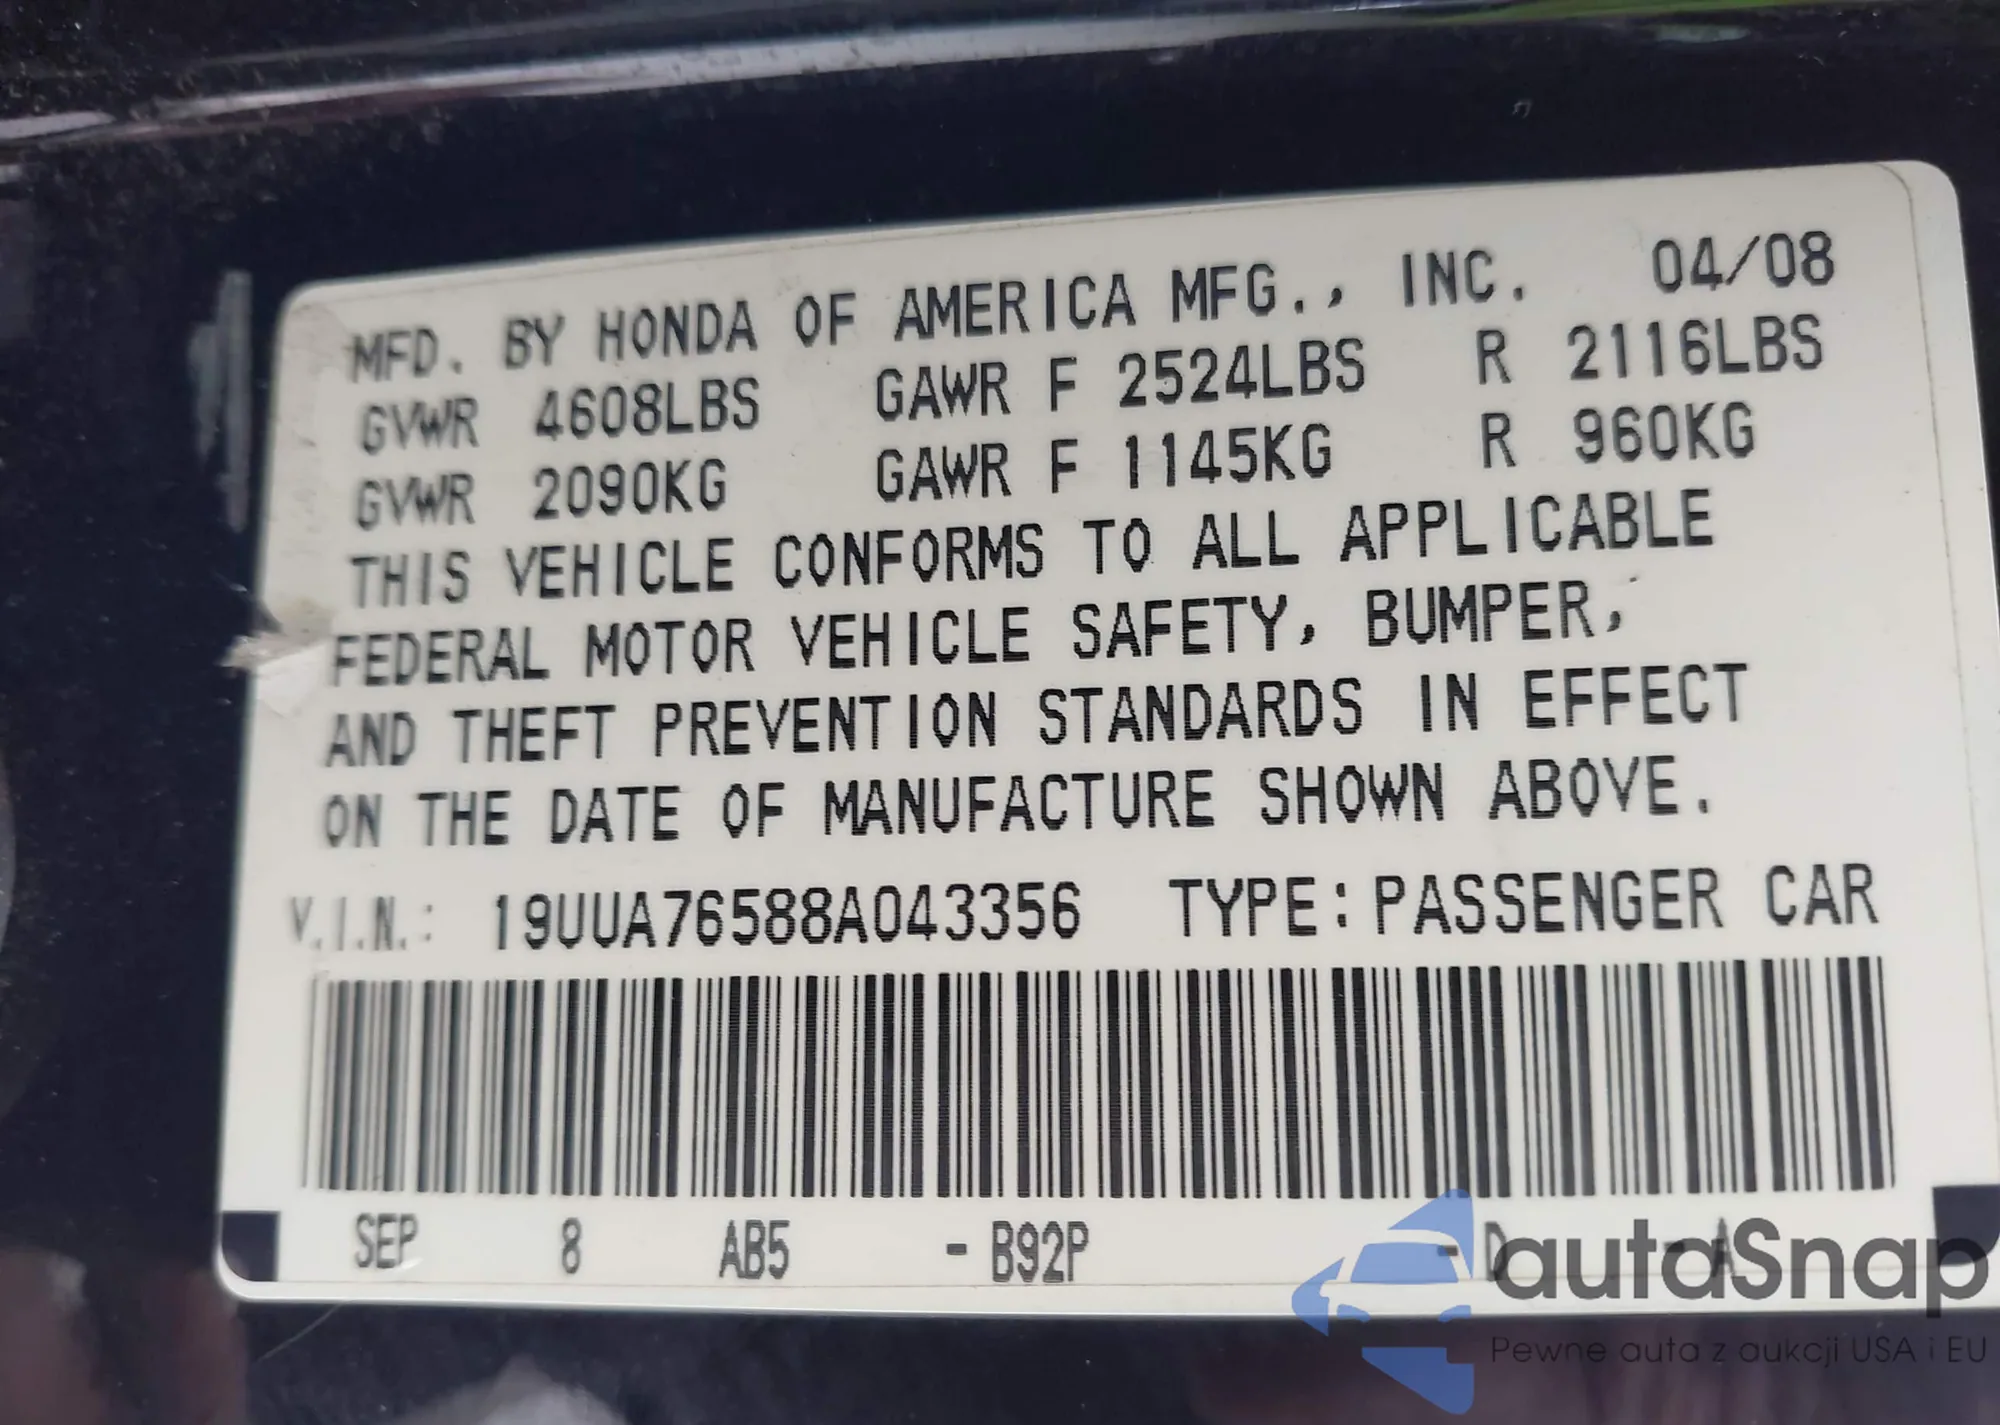 MFD. BY HONDA OF AMERICA MFG., INC. 04/08
GVWR 4608LBS GAWR F 2524LBS R 2116LBS
GVWR 2090KG GAWR F 1145KG R 960KG
THIS VEHICLE CONFORMS TO ALL APPLICABLE
FEDERAL MOTOR VEHICLE SAFETY, BUMPER,
AND THEFT PREVENTION STANDARDS IN EFFECT
ON THE DATE OF MANUFACTURE SHOWN ABOVE.
V.I.N.: 19UUA76588A043356 TYPE:PASSENGER CAR
SEP 8 AB5 - B92P - D - A
autaSnap
Pewne auta z aukcji USA i EU